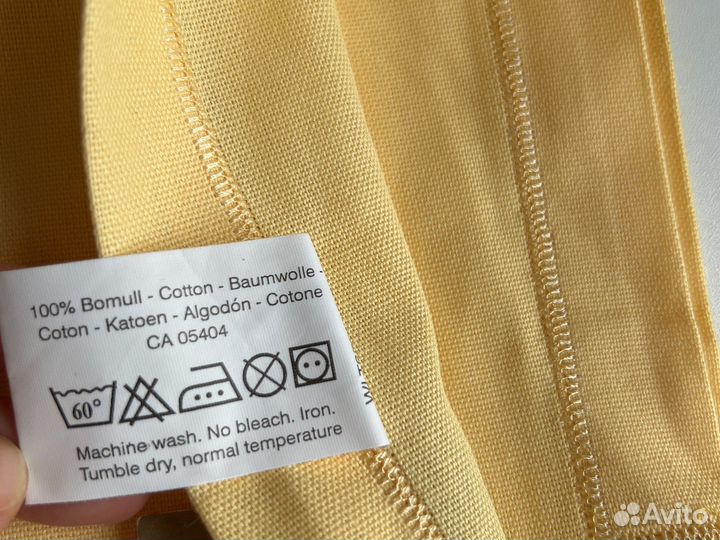 100% Bomull - Cotton - Baumwolle -
Coton - Katoen - Algodón - Cotone
CA 05404
60°
Machine wash. No bleach. Iron.
Tumble dry, normal temperature
Avito